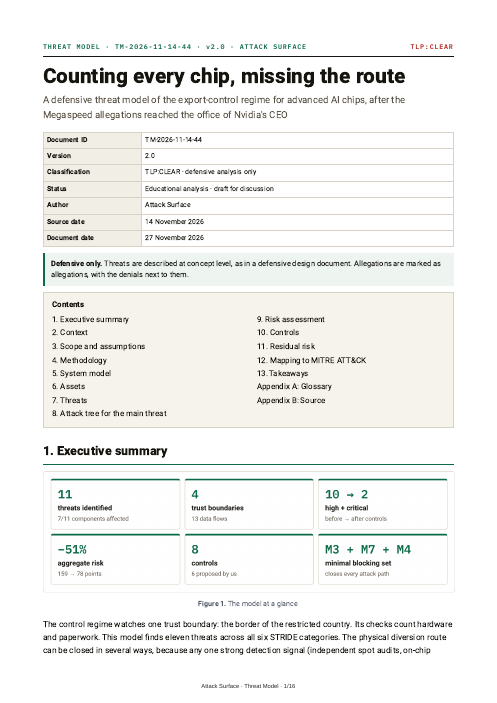 THREAT MODEL · TM-2026-11-14-44 · v2.0 · ATTACK SURFACE
TLP:CLEAR
Counting every chip, missing the route
A defensive threat model of the export-control regime for advanced AI chips, after the
Megaspeed allegations reached the office of Nvidia's CEO
Document ID TM-2026-11-14-44
Version 2.0
Classification TLP:CLEAR · defensive analysis only
Status Educational analysis · draft for discussion
Author Attack Surface
Source date 14 November 2026
Document date 27 November 2026
Defensive only. Threats are described at concept level, as in a defensive design document. Allegations are marked as
allegations, with the denials next to them.
Contents
1. Executive summary
2. Context
3. Scope and assumptions
4. Methodology
5. System model
6. Assets
7. Threats
8. Attack tree for the main threat
9. Risk assessment
10. Controls
11. Residual risk
12. Mapping to MITRE ATT&CK
13. Takeaways
Appendix A: Glossary
Appendix B: Source
1. Executive summary
11
threats identified
7/11 components affected
4
trust boundaries
13 data flows
10 → 2
high + critical
before → after controls
−51%
aggregate risk
159 → 78 points
8
controls
6 proposed by us
M3 + M7 + M4
minimal blocking set
closes every attack path
Figure 1. The model at a glance
The control regime watches one trust boundary: the border of the restricted country. Its checks count hardware
and paperwork. This model finds eleven threats across all six STRIDE categories. The physical diversion route
can be closed in several ways, because any one strong detection signal (independent spot audits, on-chip
Attack Surface · Threat Model · 1/16